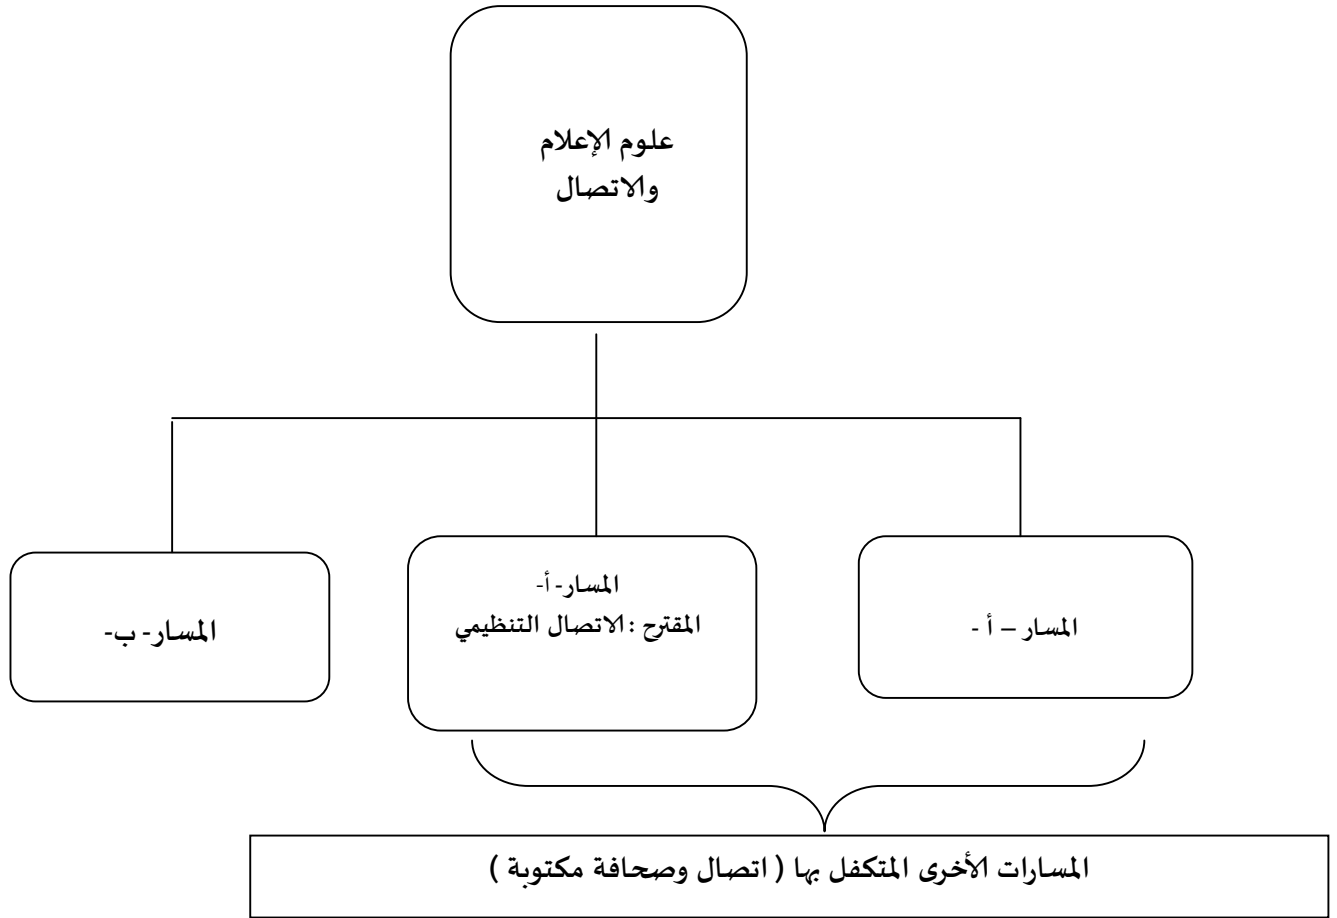 علوم الإعلام
والاتصال
المسار – أ -
المسار- أ-
المقترح : الاتصال التنظيمي
المسار- ب-
المسارات الأخرى المتكفل بها ( اتصال وصحافة مكتوبة )